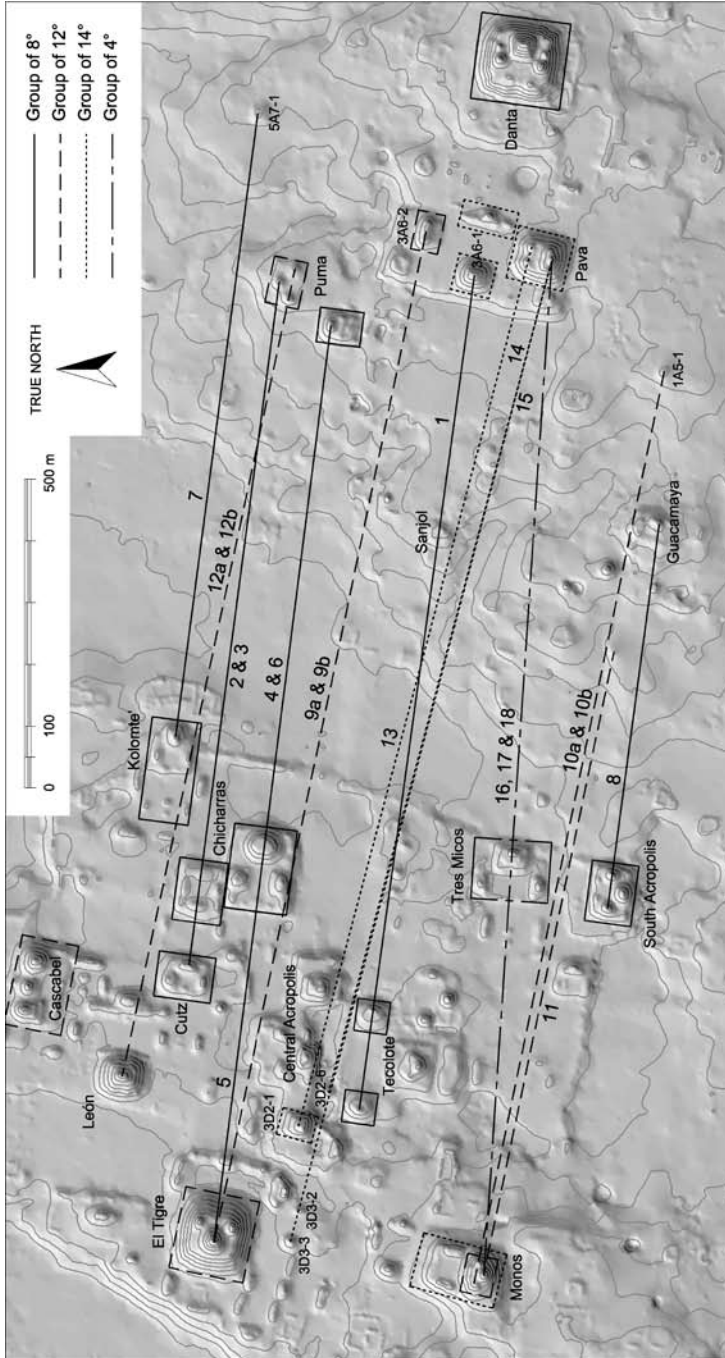 Group of 8°
Group of 12°
Group of 14°
Group of 4°
TRUE NORTH
0
100
500 m
5A7-1
Danta
Puma
3A6-2
3A6-1
Pava
7
12a & 12b
2 & 3
4 & 6
9a & 9b
1
14
15
Sanjol
1A5-1
Guacamaya
Kolomte'
Chicharras
13
16, 17 & 18
10a & 10b
8
Cascabel
Cutz
León
5
Central Acropolis
Tres Micos
South Acropolis
11
3D2-1
3D2-6
Tecolote
El Tigre
3D3-3
3D3-2
Monos